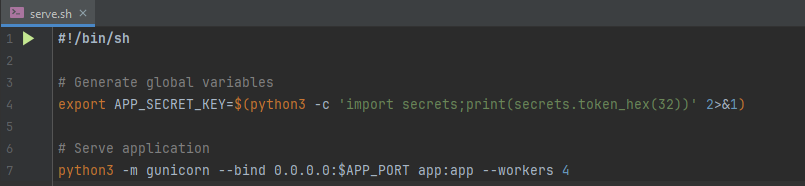 serve.sh
1 #!/bin/sh
2
3 # Generate global variables
4 export APP_SECRET_KEY=$(python3 -c 'import secrets;print(secrets.token_hex(32))' 2>&1)
5
6 # Serve application
7 python3 -m gunicorn --bind 0.0.0.0:$APP_PORT app:app --workers 4